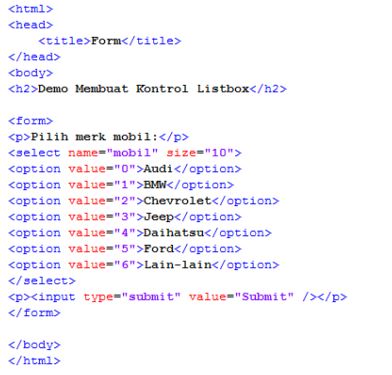 <html>
<head>
    <title>Form</title>
</head>
<body>
<h2>Demo Membuat Kontrol Listbox</h2>

<form>
<p>Pilih merk mobil:</p>
<select name="mobil" size="10">
<option value="0">Audi</option>
<option value="1">BMW</option>
<option value="2">Chevrolet</option>
<option value="3">Jeep</option>
<option value="4">Daihatsu</option>
<option value="5">Ford</option>
<option value="6">Lain-lain</option>
</select>
<p><input type="submit" value="Submit" /></p>
</form>

</body>
</html>